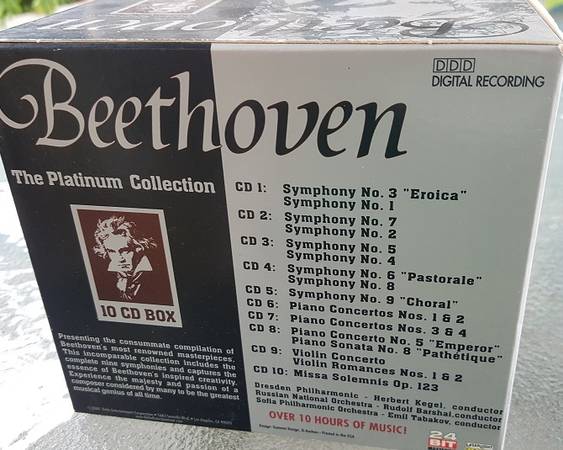 Beethoven
DDD
DIGITAL RECORDING
The Platinum Collection
10 CD BOX
Presenting the consummate compilation of
Beethoven's most renowned masterpieces.
This incomparable collection includes the
complete nine symphonies and captures the
essence of Beethoven's inspired creativity.
Experience the majesty and passion of a
composer considered by many to be the greatest
musical genius of all time.
CD 1: Symphony No. 3 "Eroica"
Symphony No. 1
CD 2: Symphony No. 7
Symphony No. 2
CD 3: Symphony No. 5
Symphony No. 4
CD 4: Symphony No. 6 "Pastorale"
Symphony No. 8
CD 5: Symphony No. 9 "Choral"
CD 6: Piano Concertos Nos. 1 & 2
CD 7: Piano Concertos Nos. 3 & 4
CD 8: Piano Concerto No. 5 "Emperor"
Piano Sonata No. 8 "Pathétique"
CD 9: Violin Concerto
Violin Romances Nos. 1 & 2
CD 10: Missa Solemnis Op. 123
Dresden Philharmonic - Herbert Kegel, conductor
Russian National Orchestra - Rudolf Barshai, conductor
Sofia Philharmonic Orchestra - Emil Tabakov, conductor
OVER 10 HOURS OF MUSIC!
24
BIT